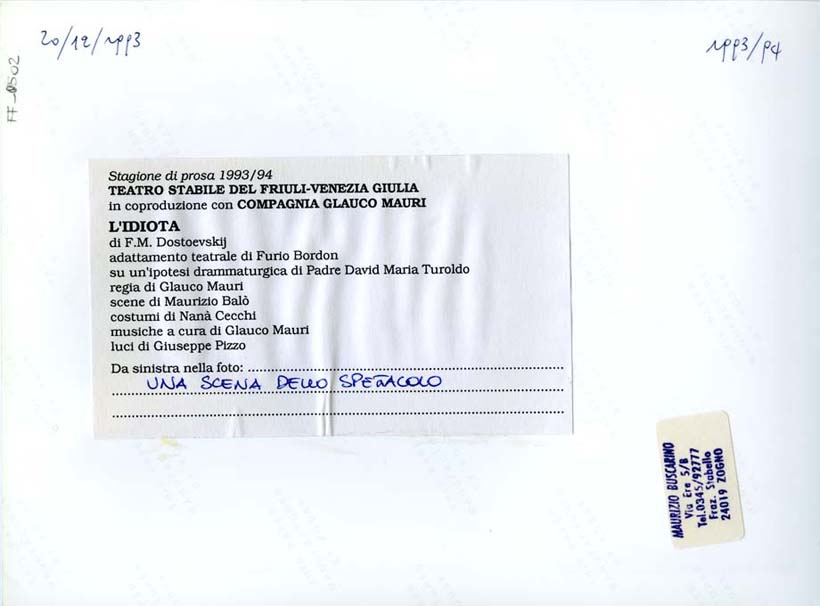 20/12/1993
1993/94
FF_0502
Stagione di prosa 1993/94
TEATRO STABILE DEL FRIULI-VENEZIA GIULIA
in coproduzione con COMPAGNIA GLAUCO MAURI
L'IDIOTA
di F.M. Dostoevskij
adattamento teatrale di Furio Bordon
su un'ipotesi drammaturgica di Padre David Maria Turoldo
regia di Glauco Mauri
scene di Maurizio Balò
costumi di Nanà Cecchi
musiche a cura di Glauco Mauri
luci di Giuseppe Pizzo
Da sinistra nella foto:
UNA SCENA DELLO SPETTACOLO
MAURIZIO BUSCARINO
Via Era 5/B
Tel.0345/92777
Fraz. Stabello
24019 ZOGNO